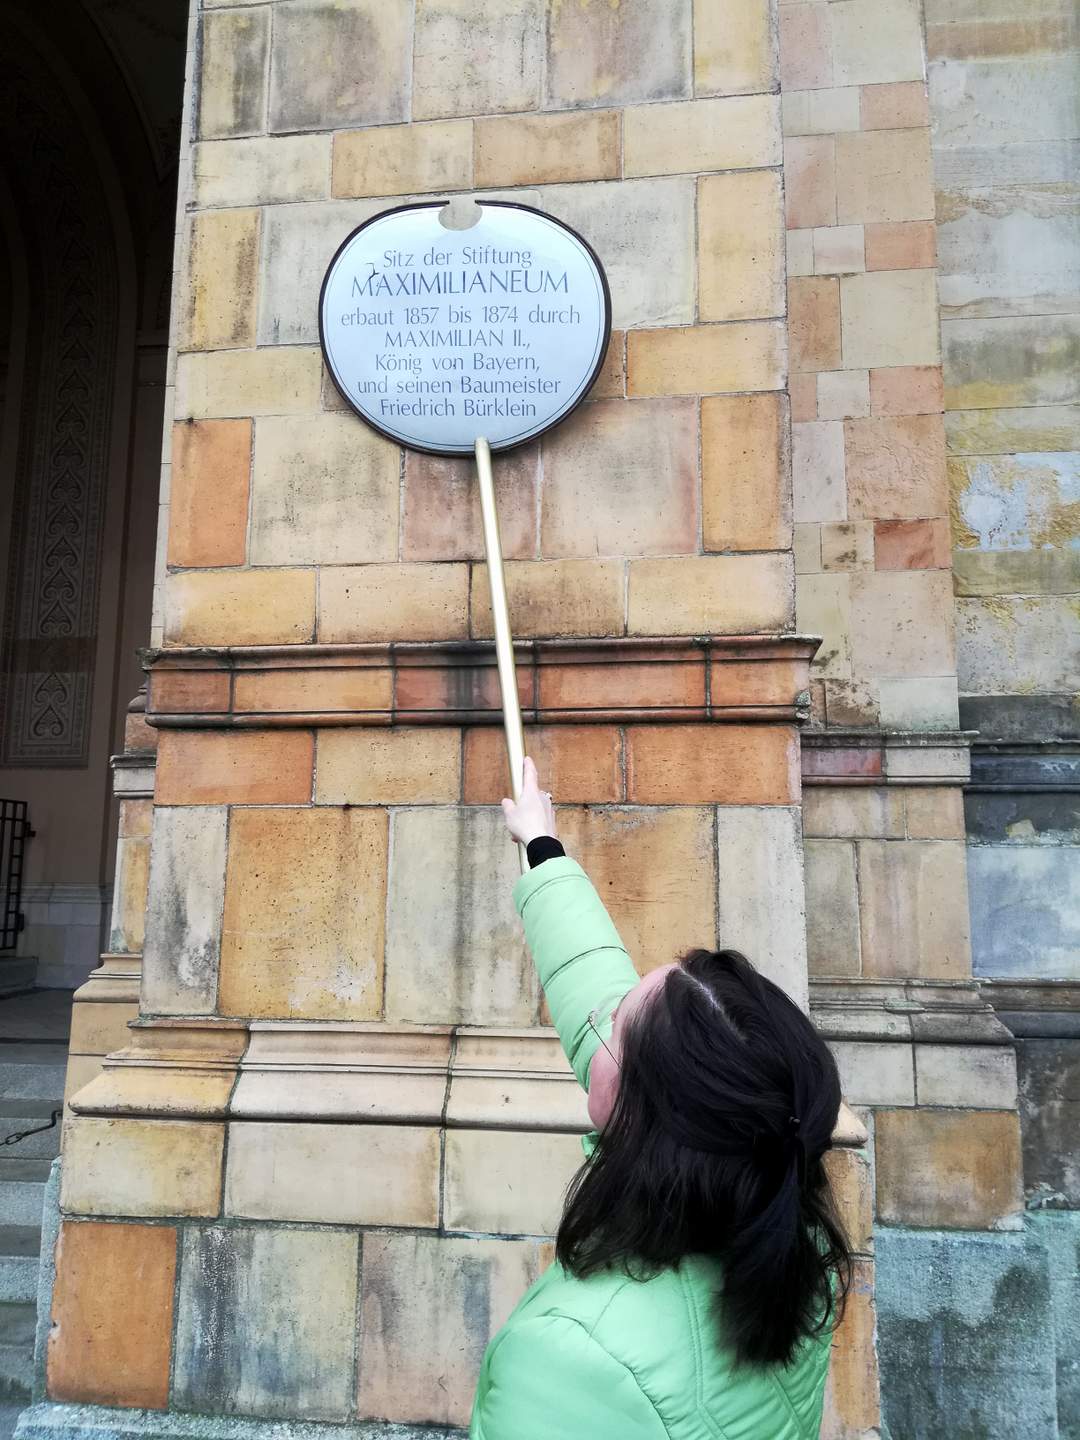 Sitz der Stiftung
MAXIMILIANEUM
erbaut 1857 bis 1874 durch
MAXIMILIAN II.,
König von Bayern,
und seinen Baumeister
Friedrich Bürklein